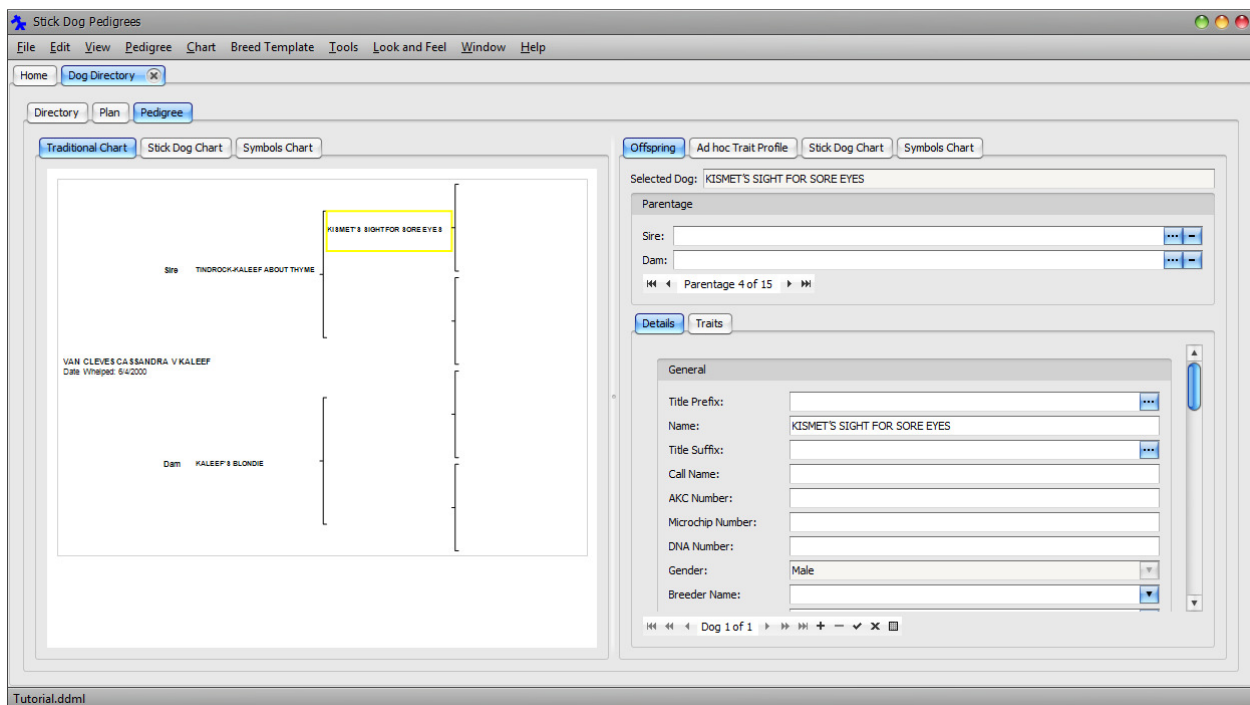 Stick Dog Pedigrees
File Edit View Pedigree Chart Breed Template Tools Look and Feel Window Help
Home Dog Directory
Directory Plan Pedigree
Traditional Chart Stick Dog Chart Symbols Chart
KISMET'S SIGHT FOR SORE EYES
Sire TINDROCK-KALEEF ABOUT THYME
VAN CLEVES CASSANDRA V KALEEF
Date Whelped: 6/4/2000
Dam KALEEF'S BLONDIE
Offspring Ad hoc Trait Profile Stick Dog Chart Symbols Chart
Selected Dog: KISMET'S SIGHT FOR SORE EYES
Parentage
Sire:
Dam:
Parentage 4 of 15
Details Traits
General
Title Prefix:
Name: KISMET'S SIGHT FOR SORE EYES
Title Suffix:
Call Name:
AKC Number:
Microchip Number:
DNA Number:
Gender: Male
Breeder Name:
Dog 1 of 1
Tutorial.ddml